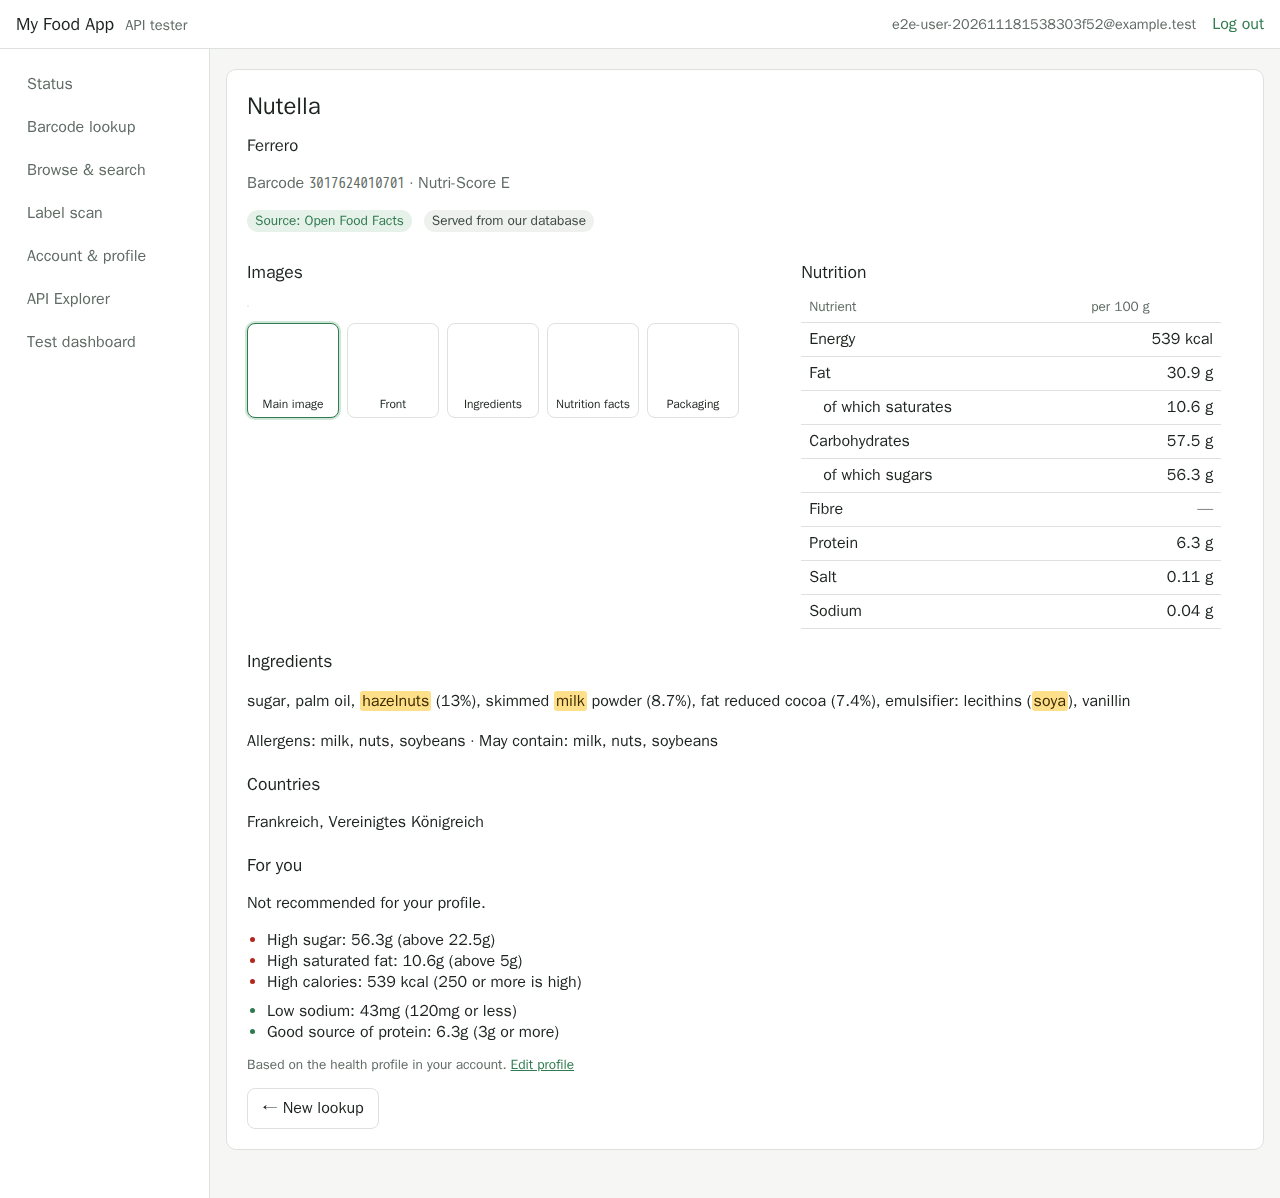 My Food App API tester
e2e-user-202611181538303f52@example.test Log out
Status
Barcode lookup
Browse & search
Label scan
Account & profile
API Explorer
Test dashboard
Nutella
Ferrero
Barcode 3017624010701 · Nutri-Score E
Source: Open Food Facts Served from our database
Images
Main image
Front
Ingredients
Nutrition facts
Packaging
Nutrition
Nutrient per 100 g
Energy 539 kcal
Fat 30.9 g
of which saturates 10.6 g
Carbohydrates 57.5 g
of which sugars 56.3 g
Fibre —
Protein 6.3 g
Salt 0.11 g
Sodium 0.04 g
Ingredients
sugar, palm oil, hazelnuts (13%), skimmed milk powder (8.7%), fat reduced cocoa (7.4%), emulsifier: lecithins (soya), vanillin
Allergens: milk, nuts, soybeans · May contain: milk, nuts, soybeans
Countries
Frankreich, Vereinigtes Königreich
For you
Not recommended for your profile.
• High sugar: 56.3g (above 22.5g)
• High saturated fat: 10.6g (above 5g)
• High calories: 539 kcal (250 or more is high)
• Low sodium: 43mg (120mg or less)
• Good source of protein: 6.3g (3g or more)
Based on the health profile in your account. Edit profile
← New lookup